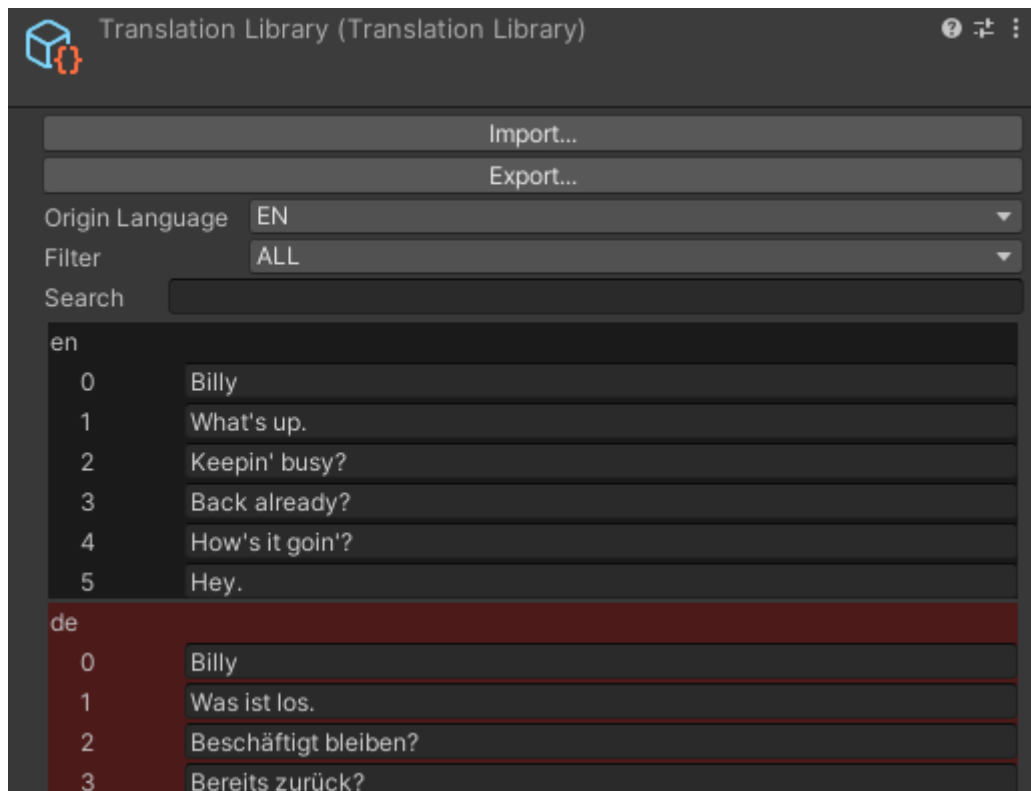 Translation Library (Translation Library)
Import...
Export...
Origin Language EN
Filter ALL
Search
en
0 Billy
1 What's up.
2 Keepin' busy?
3 Back already?
4 How's it goin'?
5 Hey.
de
0 Billy
1 Was ist los.
2 Beschäftigt bleiben?
3 Bereits zurück?